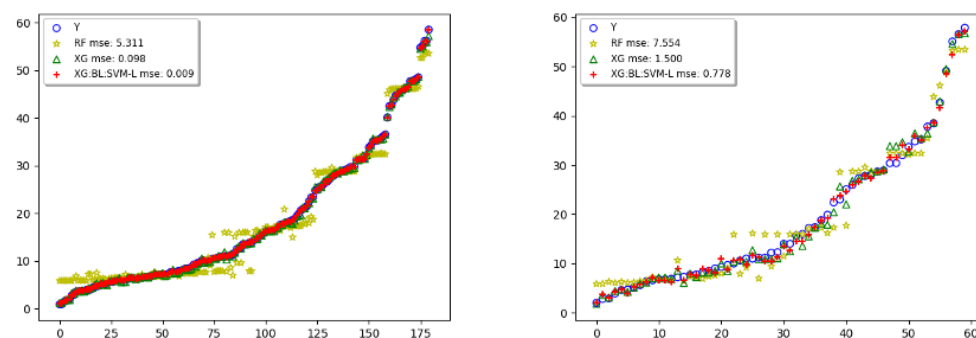 60
50
40
30
20
10
0
Y
RF mse: 5.311
XG mse: 0.098
XG:BL:SVM-L mse: 0.009
0 25 50 75 100 125 150 175
60
50
40
30
20
10
0
Y
RF mse: 7.554
XG mse: 1.500
XG:BL:SVM-L mse: 0.778
0 10 20 30 40 50 60